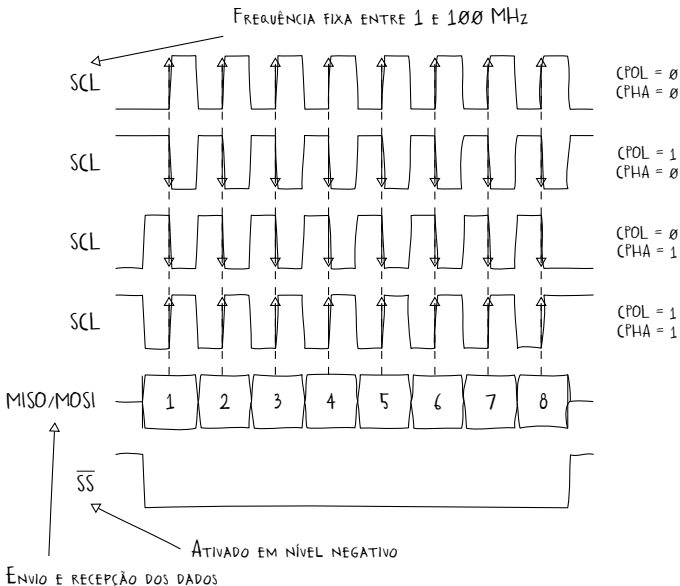 Frequência fixa entre 1 e 100 MHz
SCL
CPOL = 0
CPHA = 0
SCL
CPOL = 1
CPHA = 0
SCL
CPOL = 0
CPHA = 1
SCL
CPOL = 1
CPHA = 1
MISO/MOSI
1 2 3 4 5 6 7 8
SS
Ativado em nível negativo
Envio e recepção dos dados